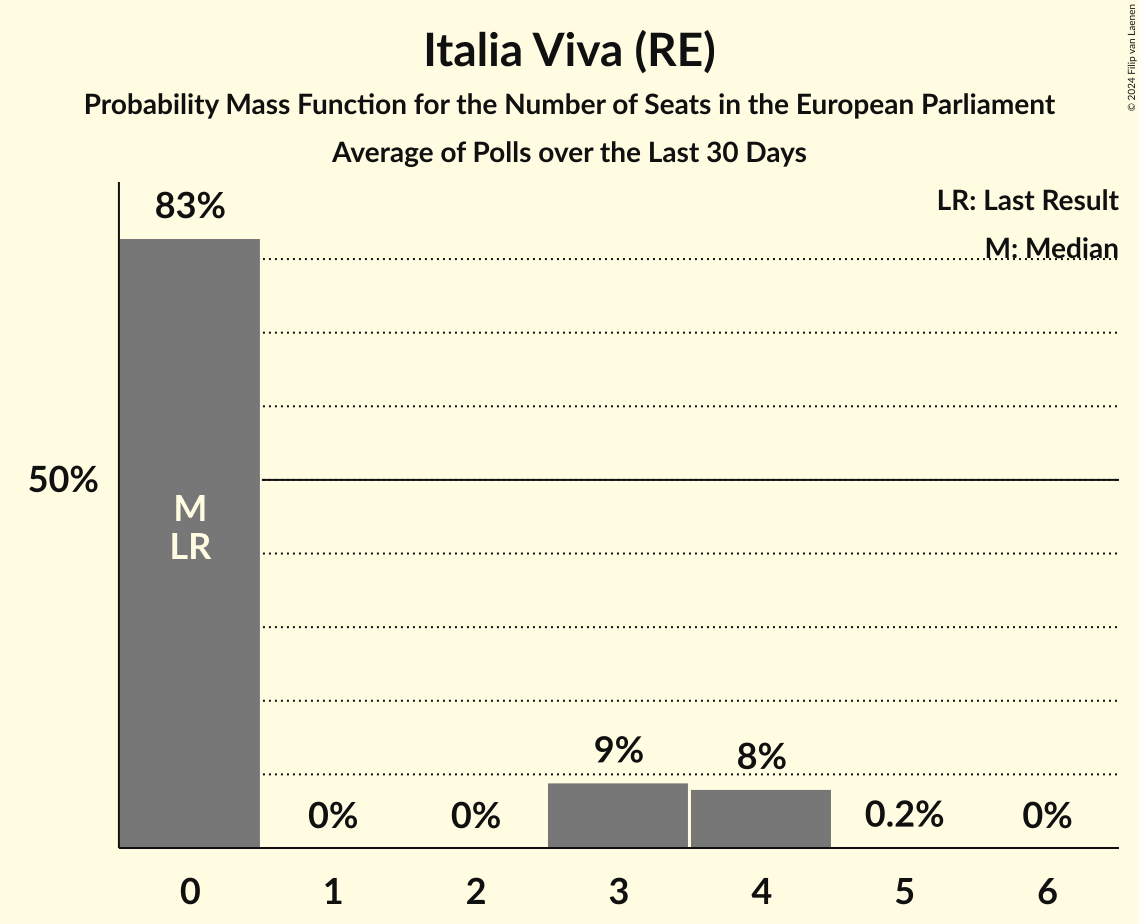 Italia Viva (RE)
Probability Mass Function for the Number of Seats in the European Parliament
Average of Polls over the Last 30 Days
© 2024 Filip van Laenen
LR: Last Result
M: Median
83%
50%
M
LR
0%
0%
9%
8%
0.2%
0%
0
1
2
3
4
5
6